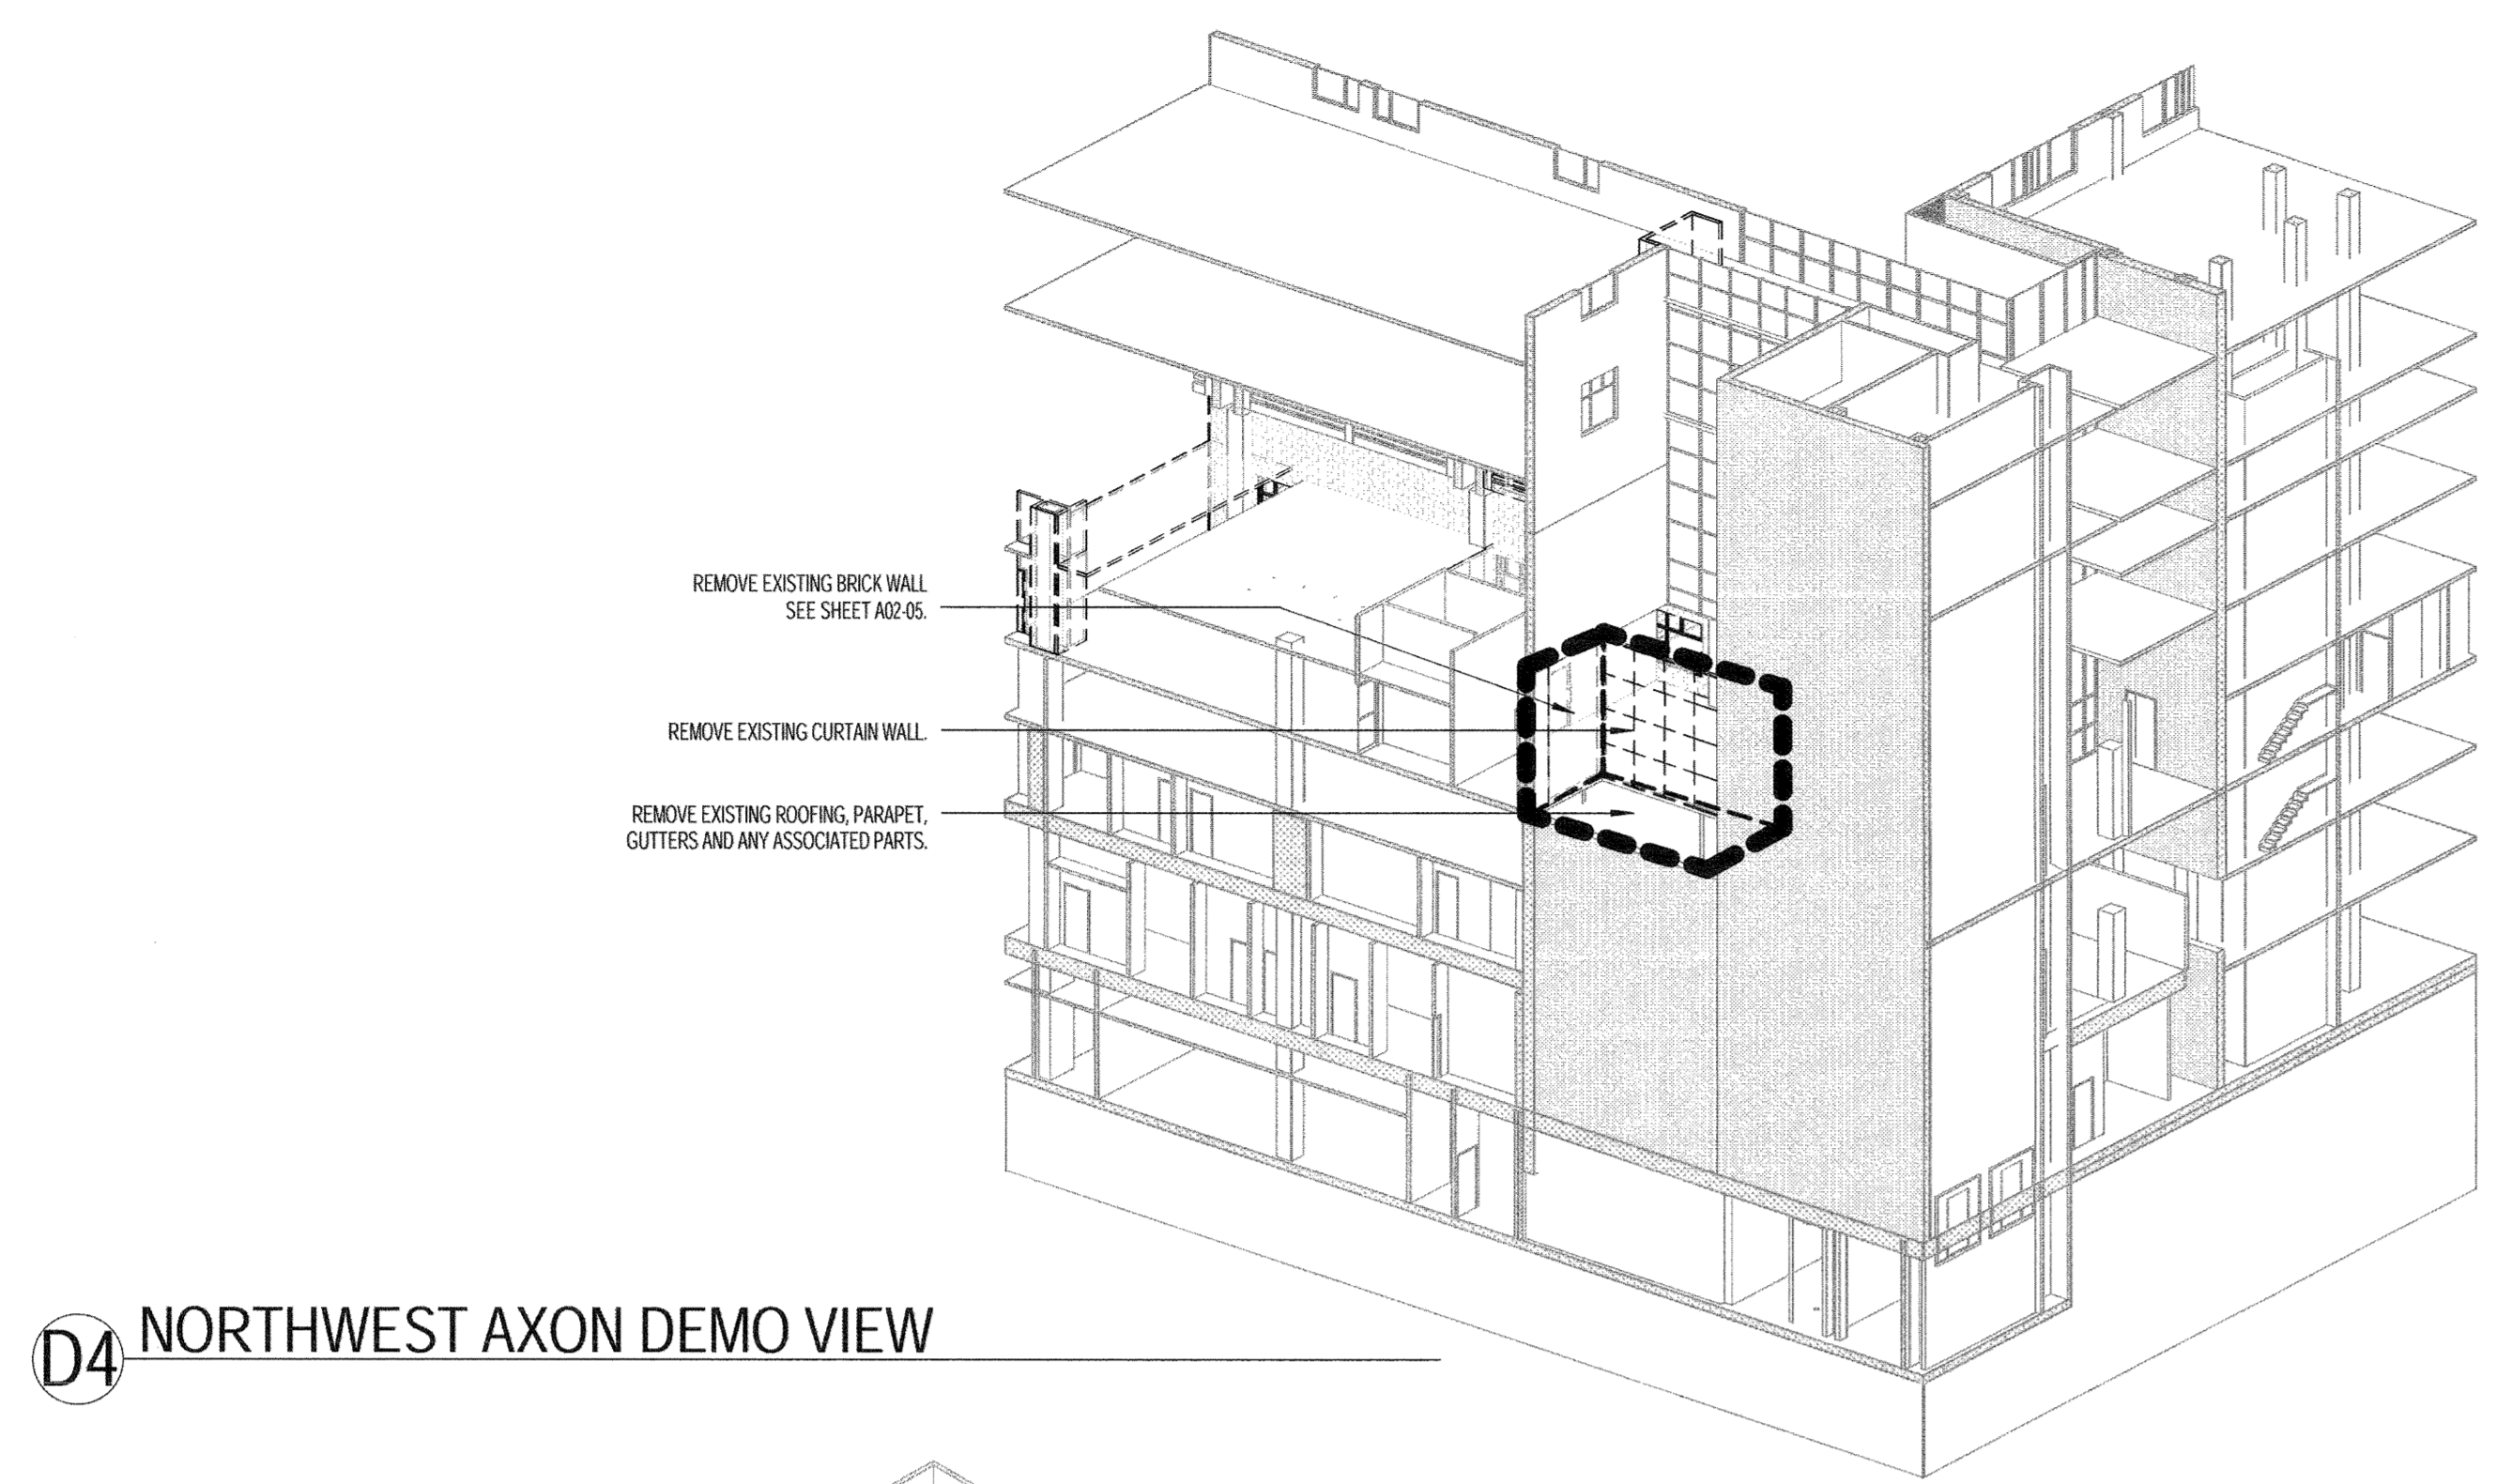 REMOVE EXISTING BRICK WALL
SEE SHEET A02-05.
REMOVE EXISTING CURTAIN WALL.
REMOVE EXISTING ROOFING, PARAPET,
GUTTERS AND ANY ASSOCIATED PARTS.
D4 NORTHWEST AXON DEMO VIEW